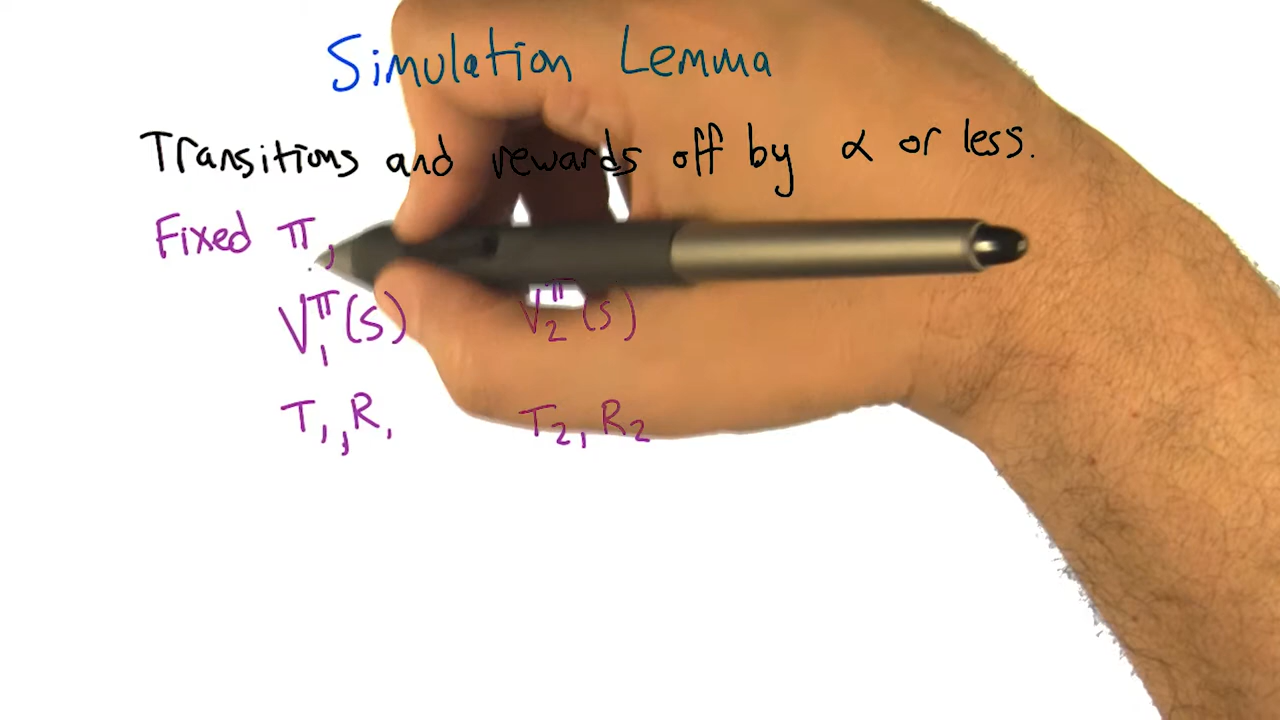 Simulation Lemma
Transitions and rewards off by α or less.
Fixed π,
V₁^π(s) V₂^π(s)
T₁, R₁ T₂, R₂